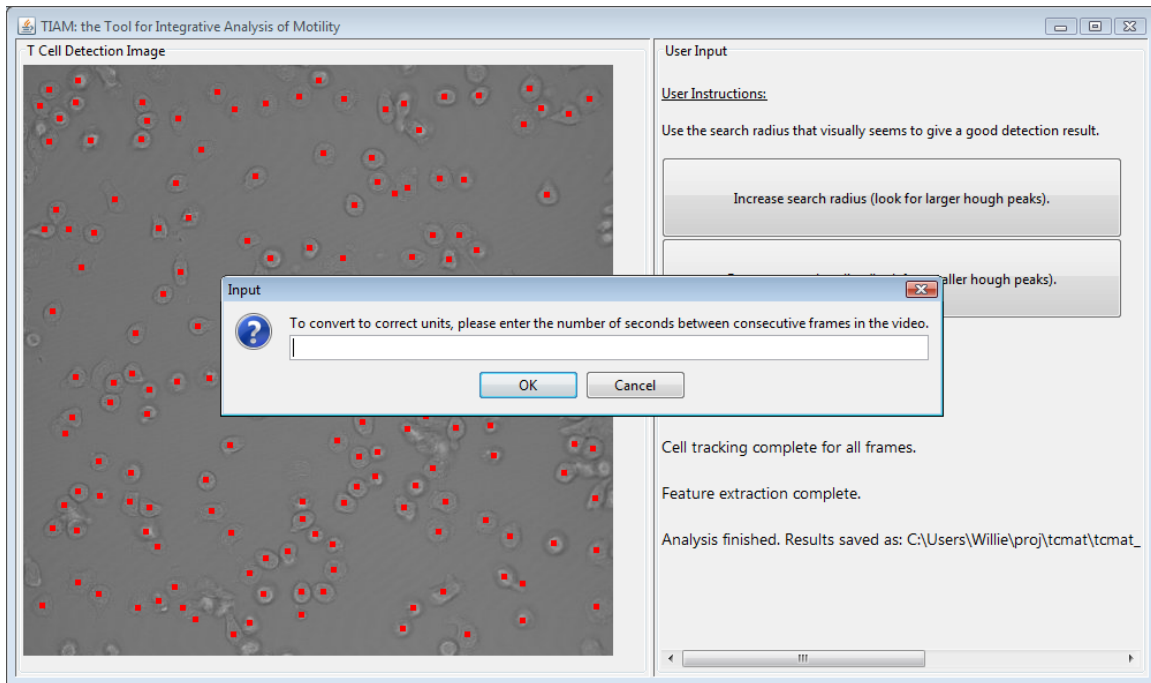 TIAM: the Tool for Integrative Analysis of Motility
T Cell Detection Image
User Input
User Instructions:
Use the search radius that visually seems to give a good detection result.
Increase search radius (look for larger hough peaks).
hough peaks).
Input
To convert to correct units, please enter the number of seconds between consecutive frames in the video.
OK
Cancel
Cell tracking complete for all frames.
Feature extraction complete.
Analysis finished. Results saved as: C:\Users\Willie\proj\tcmat\tcmat_